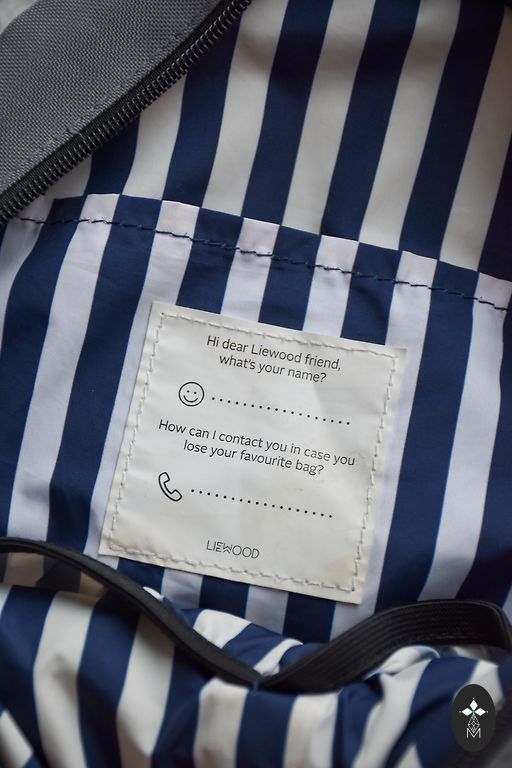 Hi dear Liewood friend,
what's your name?
How can I contact you in case you
lose your favourite bag?
LIEWOOD
M